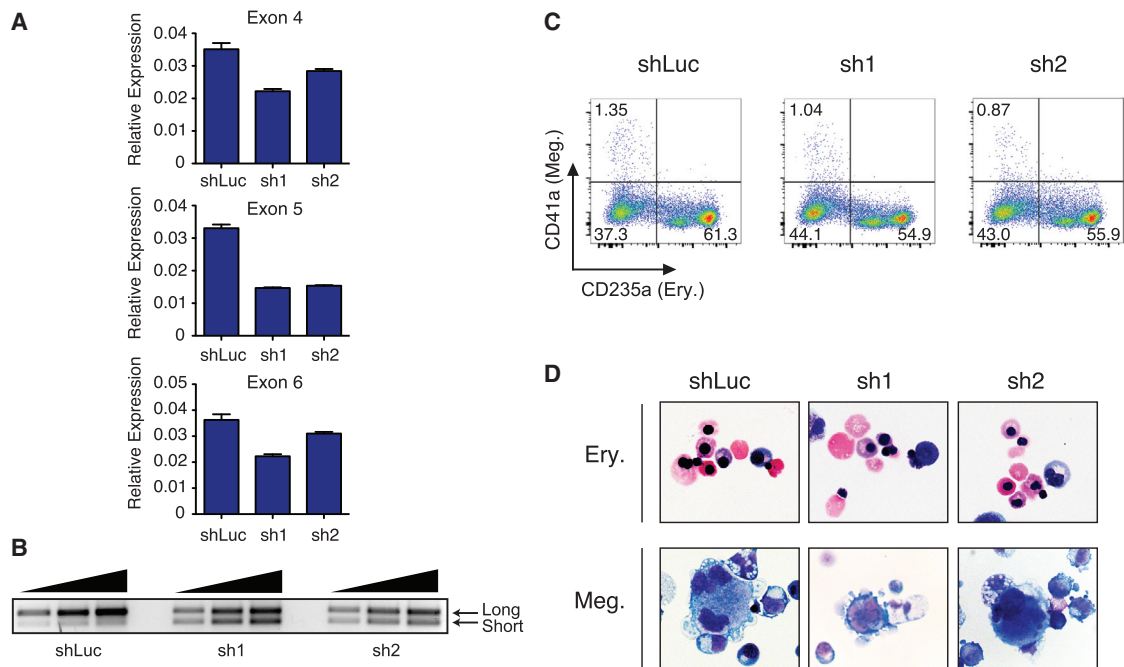 A
Exon 4
Relative Expression
0.04
0.03
0.02
0.01
0
shLuc sh1 sh2
Exon 5
Relative Expression
0.04
0.03
0.02
0.01
0
shLuc sh1 sh2
Exon 6
Relative Expression
0.05
0.04
0.03
0.02
0.01
0
shLuc sh1 sh2
B
Long
Short
shLuc sh1 sh2
C
shLuc sh1 sh2
CD41a (Meg.)
1.35
37.3 61.3
1.04
44.1 54.9
0.87
43.0 55.9
CD235a (Ery.)
D
shLuc sh1 sh2
Ery.
Meg.